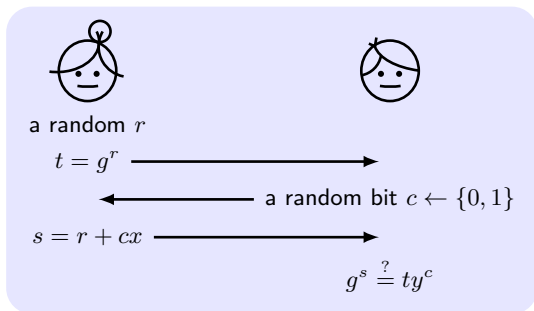 a random r
t = g^r
a random bit c ← {0, 1}
s = r + cx
g^s ≟ ty^c